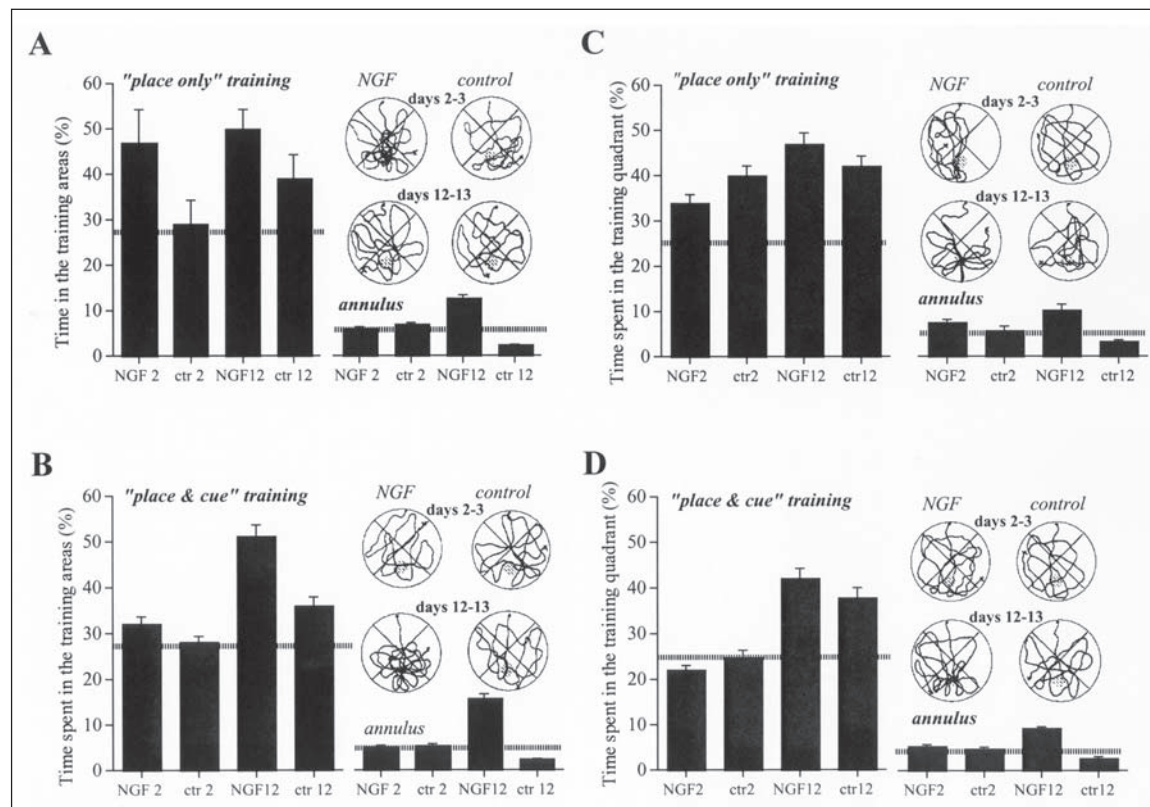 A
"place only" training
NGF
control
days 2-3
days 12-13
annulus
Time in the training areas (%)
60
50
40
30
20
10
0
NGF 2 ctr 2 NGF12 ctr 12
NGF 2 ctr 2 NGF12 ctr 12
C
"place only" training
NGF
control
days 2-3
days 12-13
annulus
Time spent in the training quadrant (%)
60
50
40
30
20
10
0
NGF2 ctr2 NGF12 ctr12
NGF2 ctr2 NGF12 ctr12
B
"place & cue" training
NGF
control
days 2-3
days 12-13
annulus
Time spent in the training areas (%)
60
50
40
30
20
10
0
NGF 2 ctr 2 NGF12 ctr 12
NGF 2 ctr 2 NGF12 ctr 12
D
"place & cue" training
NGF
control
days 2-3
days 12-13
annulus
Time spent in the training quadrant (%)
60
50
40
30
20
10
0
NGF2 ctr2 NGF12 ctr 12
NGF2 ctr2 NGF12 ctr 12